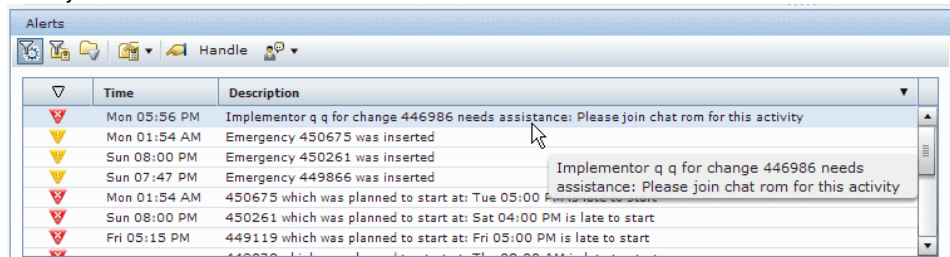 Alerts
Handle
Time Description
Mon 05:56 PM Implementor q q for change 446986 needs assistance: Please join chat rom for this activity
Mon 01:54 AM Emergency 450675 was inserted
Sun 08:00 PM Emergency 450261 was inserted
Sun 07:47 PM Emergency 449866 was inserted
Implementor q q for change 446986 needs
assistance: Please join chat rom for this activity
Mon 01:54 AM 450675 which was planned to start at: Tue 05:00 PM is late to start
Sun 08:00 PM 450261 which was planned to start at: Sat 04:00 PM is late to start
Fri 05:15 PM 449119 which was planned to start at: Fri 05:00 PM is late to start